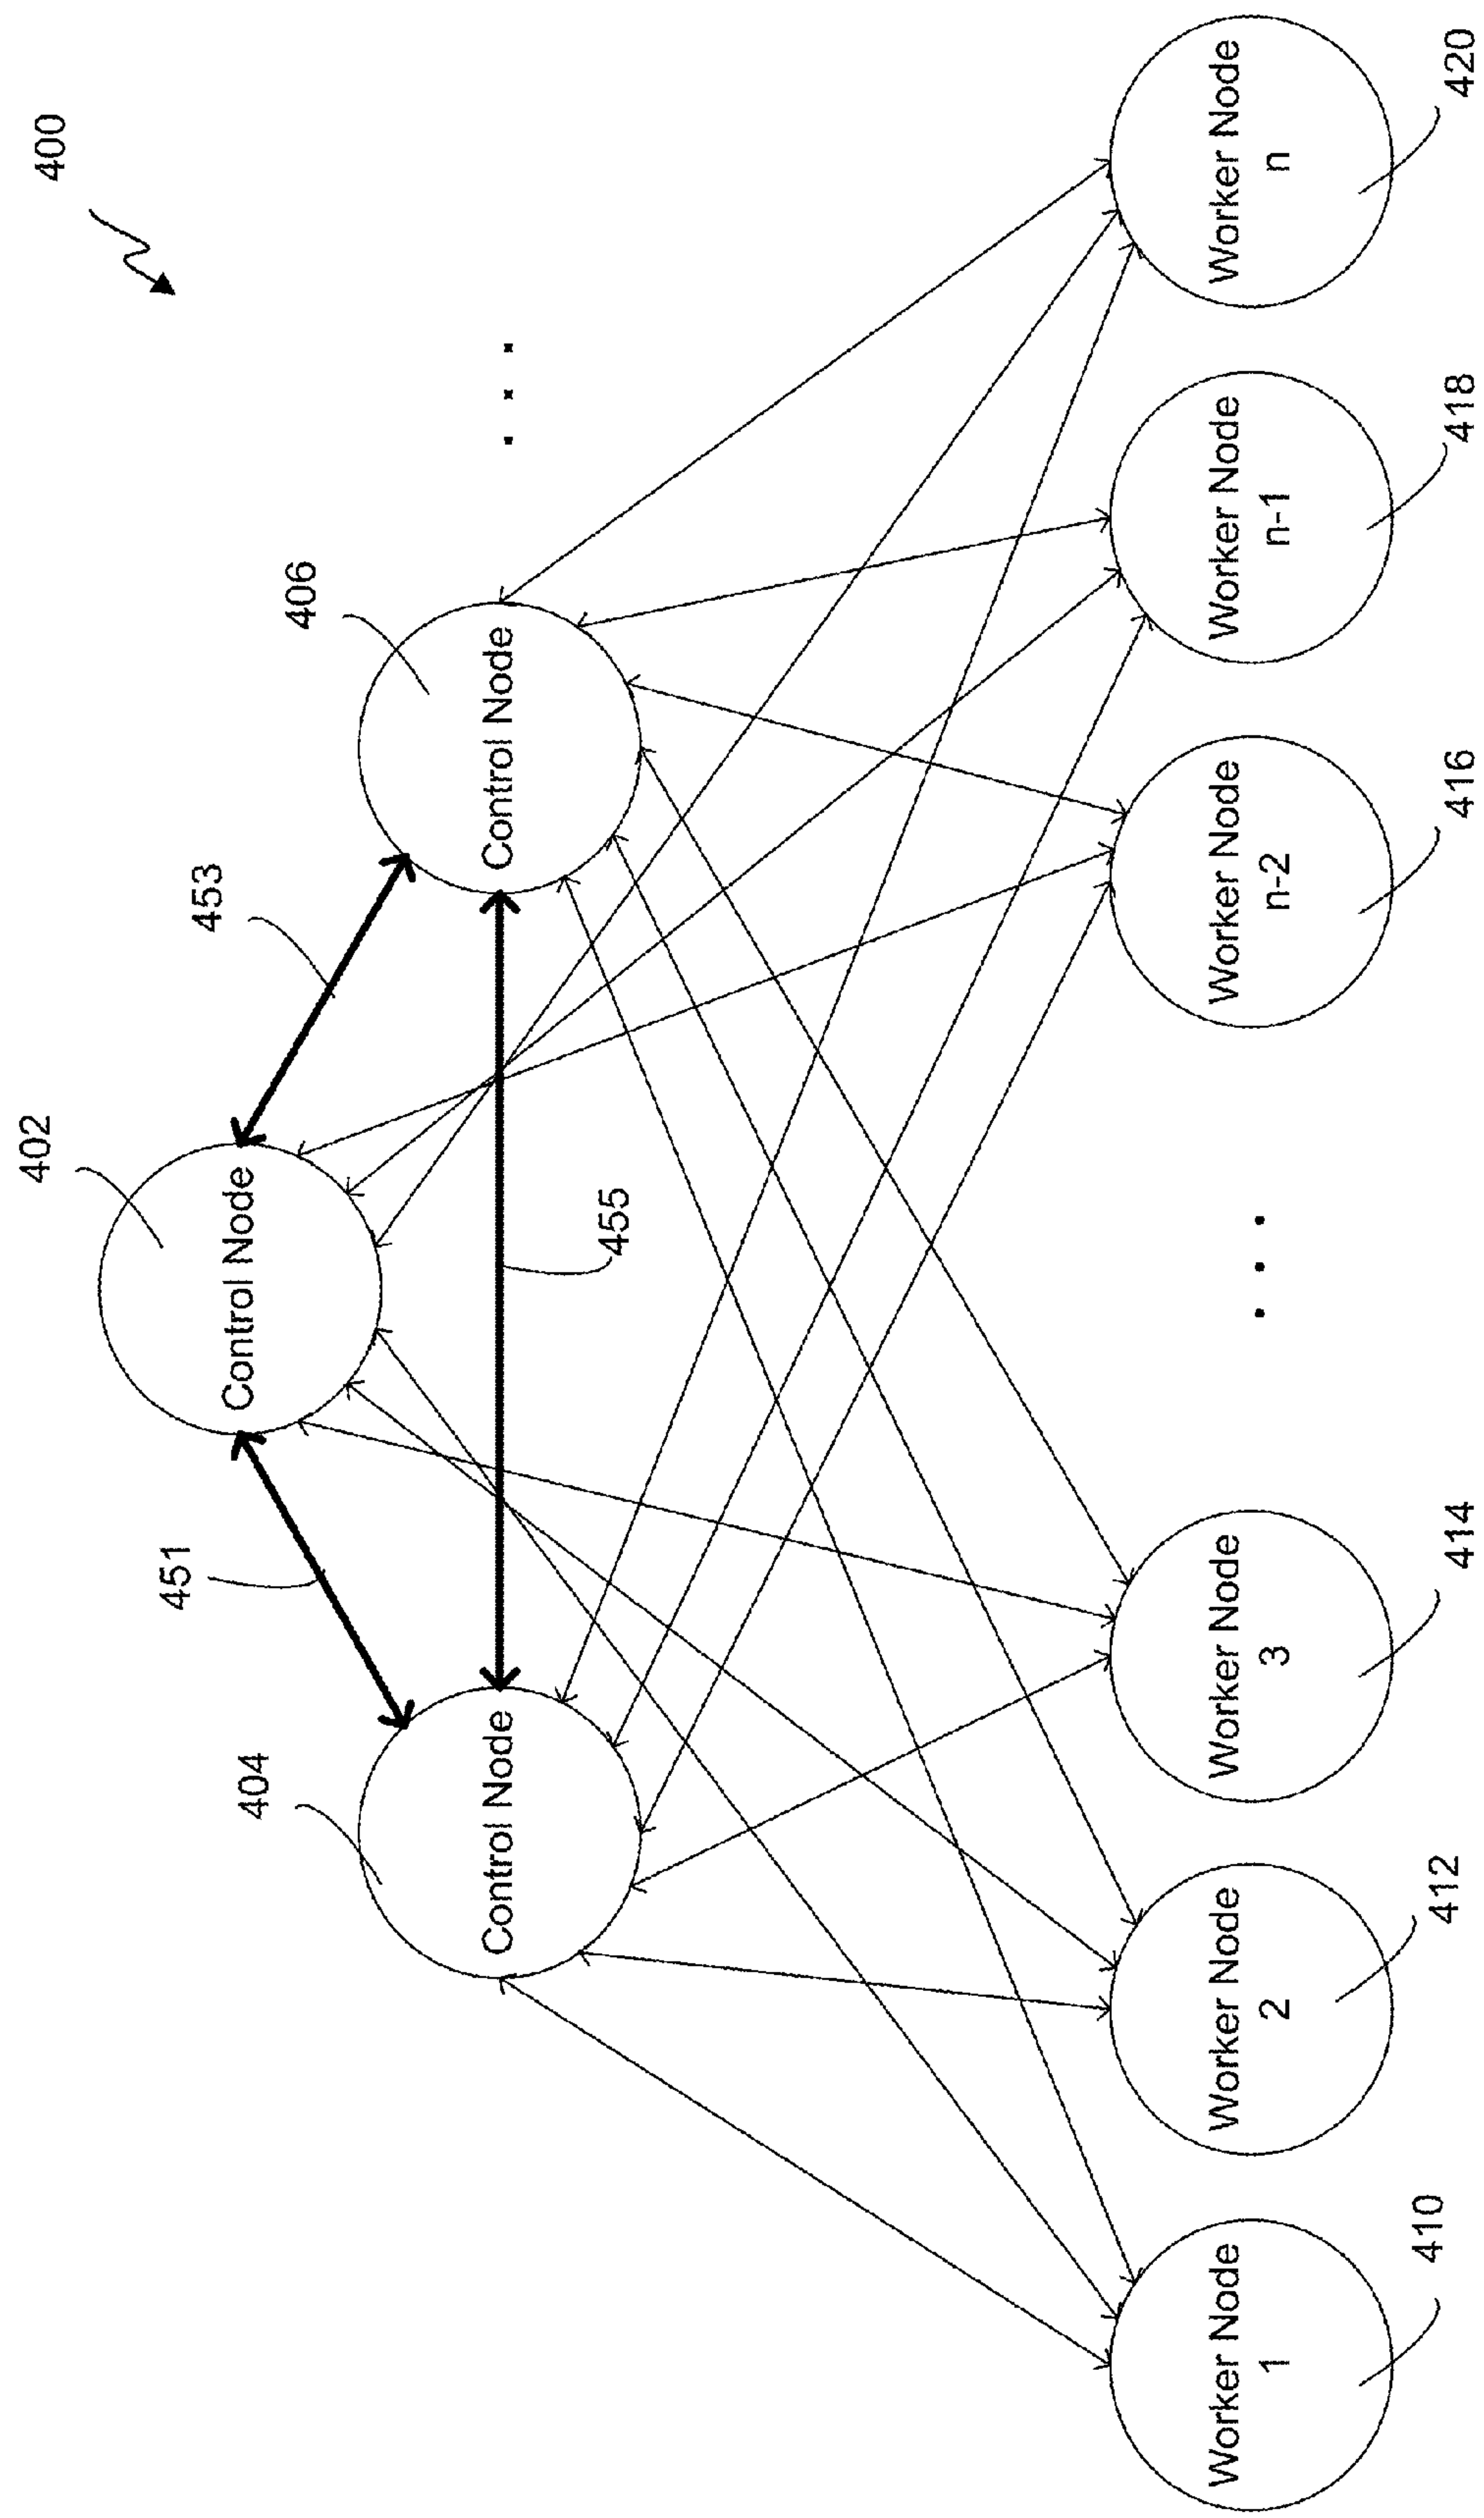 400
402
Control Node
451
453
404
Control Node
406
Control Node
455
. . .
Worker Node
1
Worker Node
2
Worker Node
3
. . .
Worker Node
n-2
Worker Node
n-1
Worker Node
n
410
412
414
416
418
420